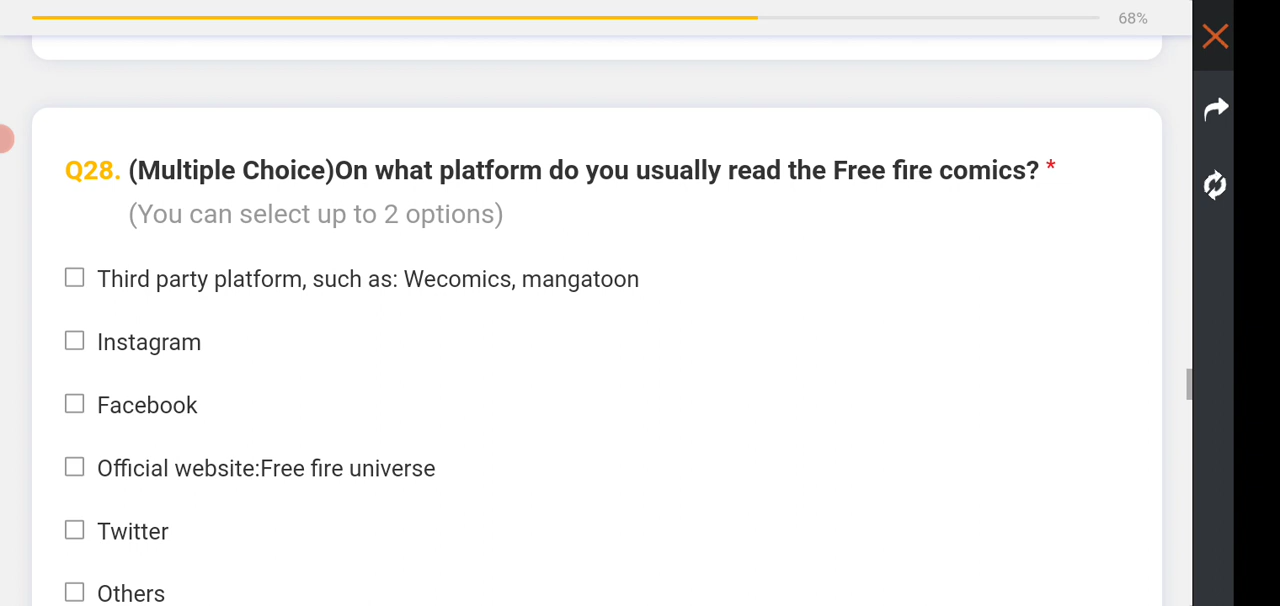 68%
Q28. (Multiple Choice)On what platform do you usually read the Free fire comics? *
(You can select up to 2 options)
Third party platform, such as: Wecomics, mangatoon
Instagram
Facebook
Official website:Free fire universe
Twitter
Others